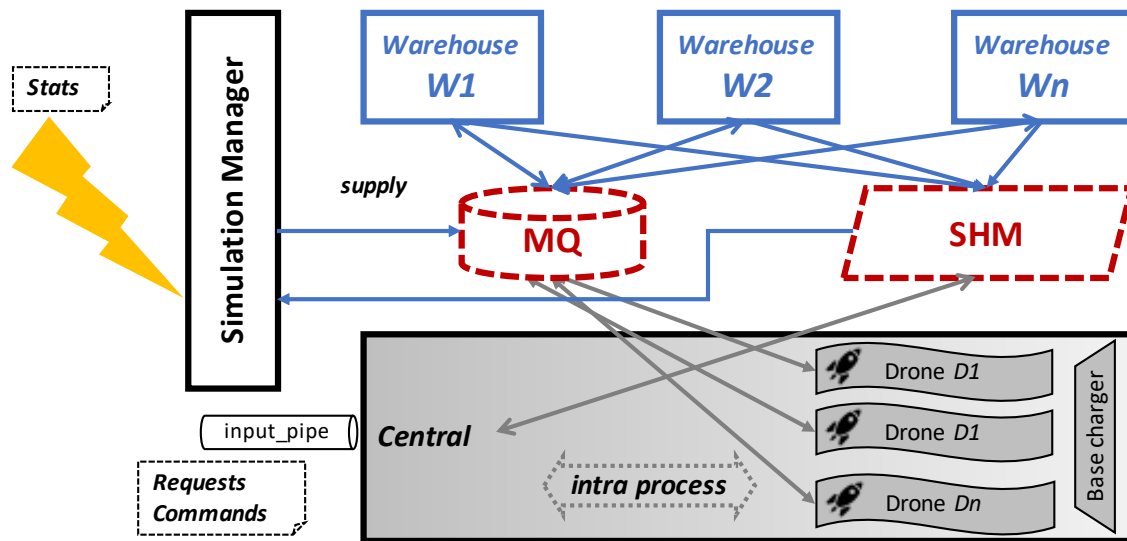 Stats
Simulation Manager
Warehouse
W1
Warehouse
W2
Warehouse
Wn
supply
MQ
SHM
input_pipe
Requests
Commands
Central
intra process
Drone D1
Drone D1
Drone Dn
Base charger